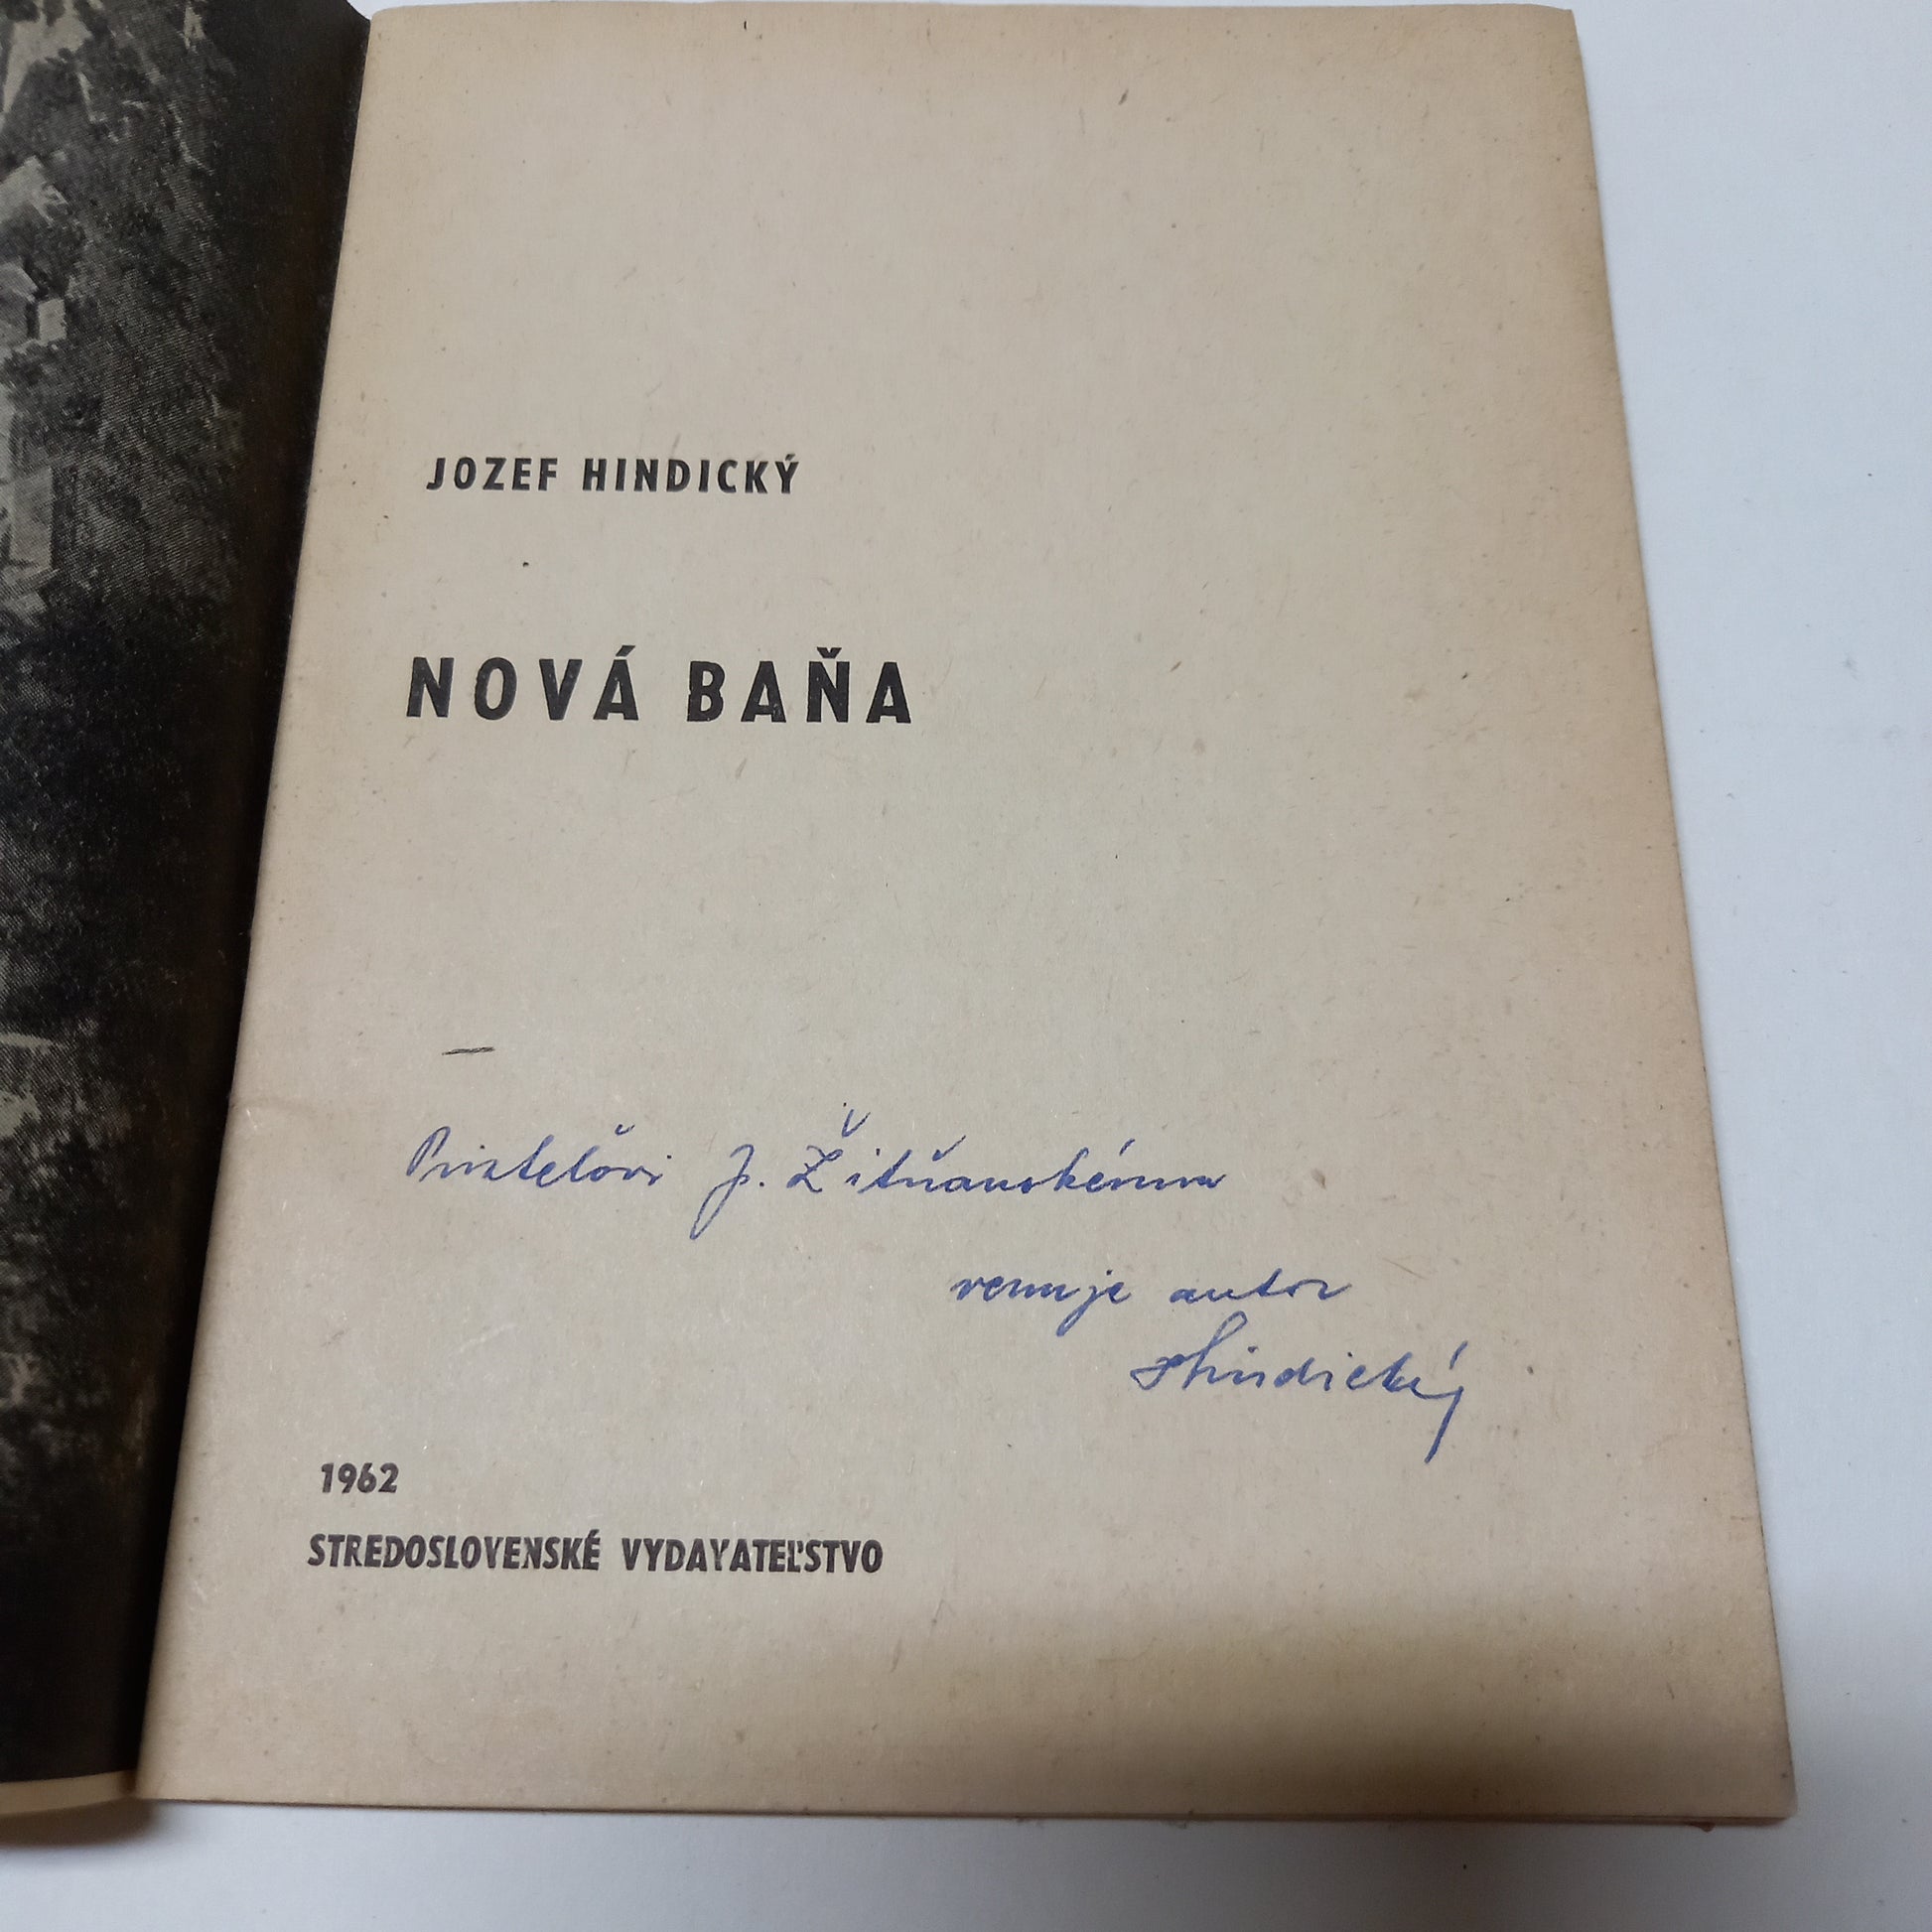 JOZEF HINDICKÝ
NOVÁ BAŇA
Priateľovi J. Žitňanskému
venuje autor
Hindický
1962
STREDOSLOVENSKÉ VYDAVATEĽSTVO